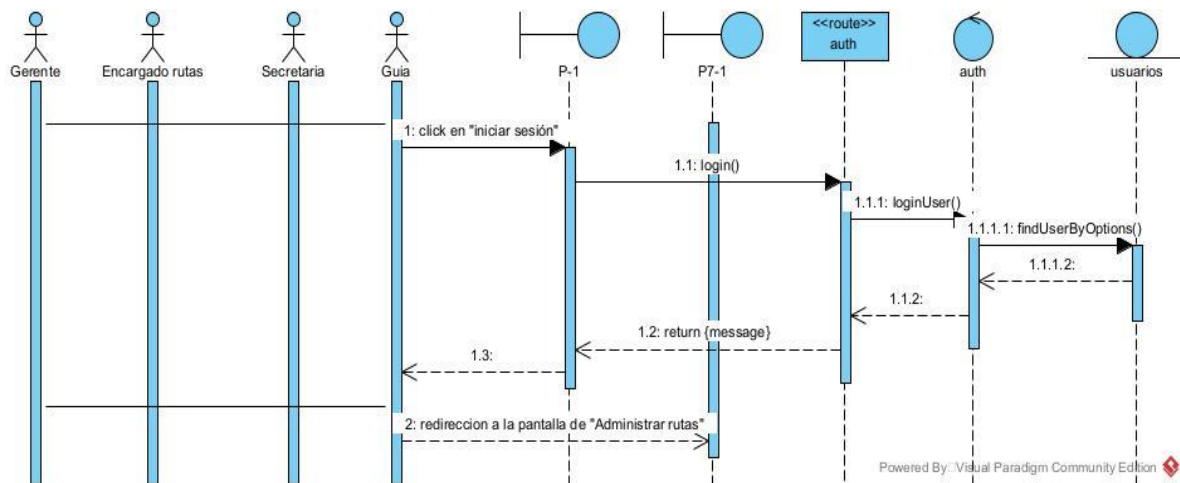 Gerente
Encargado rutas
Secretaria
Guia
P-1
P7-1
<<route>>
auth
auth
usuarios
1: click en "iniciar sesión"
1.1: login()
1.1.1: loginUser()
1.1.1.1: findUserByOptions()
1.1.1.2:
1.1.2:
1.2: return {message}
1.3:
2: redireccion a la pantalla de "Administrar rutas"
Powered By: Visual Paradigm Community Edition